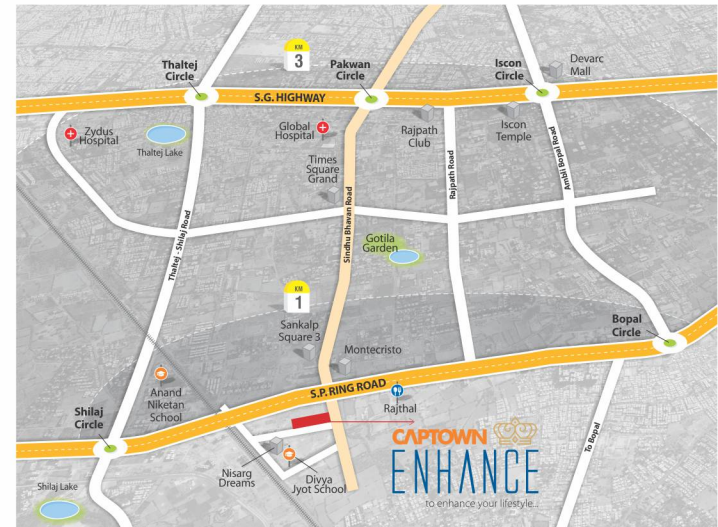 KM
3
Thaltej
Circle
Pakwan
Circle
Iscon
Circle
Devarc
Mall
S.G. HIGHWAY
Zydus
Hospital
Thaltej Lake
Global
Hospital
Rajpath
Club
Iscon
Temple
Times
Square
Grand
Thaltej - Shilaj Road
Sindhu Bhavan Road
Rajpath Road
Ambli Bopal Road
Gotila
Garden
KM
1
Sankalp
Square 3
Montecristo
Bopal
Circle
S.P. RING ROAD
Anand
Niketan
School
Rajthal
Shilaj
Circle
Nisarg
Dreams
Divya
Jyot School
To Bopal
Shilaj Lake
CAPTOWN
ENHANCE
to enhance your lifestyle...